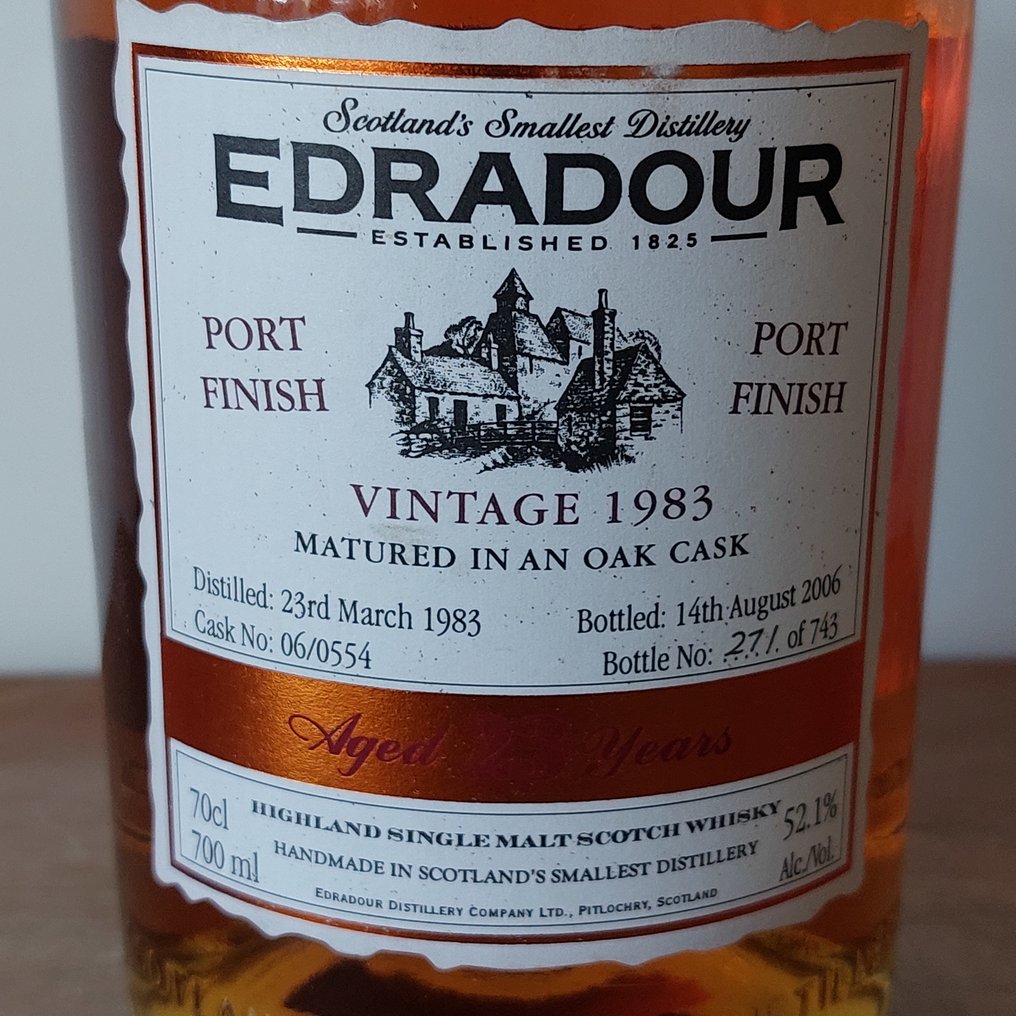 Scotland's Smallest Distillery
EDRADOUR
ESTABLISHED 1825
PORT FINISH
PORT FINISH
VINTAGE 1983
MATURED IN AN OAK CASK
Distilled: 23rd March 1983
Cask No: 06/0554
Bottled: 14th August 2006
Bottle No: 271 of 743
Aged 23 Years
70cl
700 ml
HIGHLAND SINGLE MALT SCOTCH WHISKY
HANDMADE IN SCOTLAND'S SMALLEST DISTILLERY
EDRADOUR DISTILLERY COMPANY LTD., PITLOCHRY, SCOTLAND
52.1%
Alc./Vol.